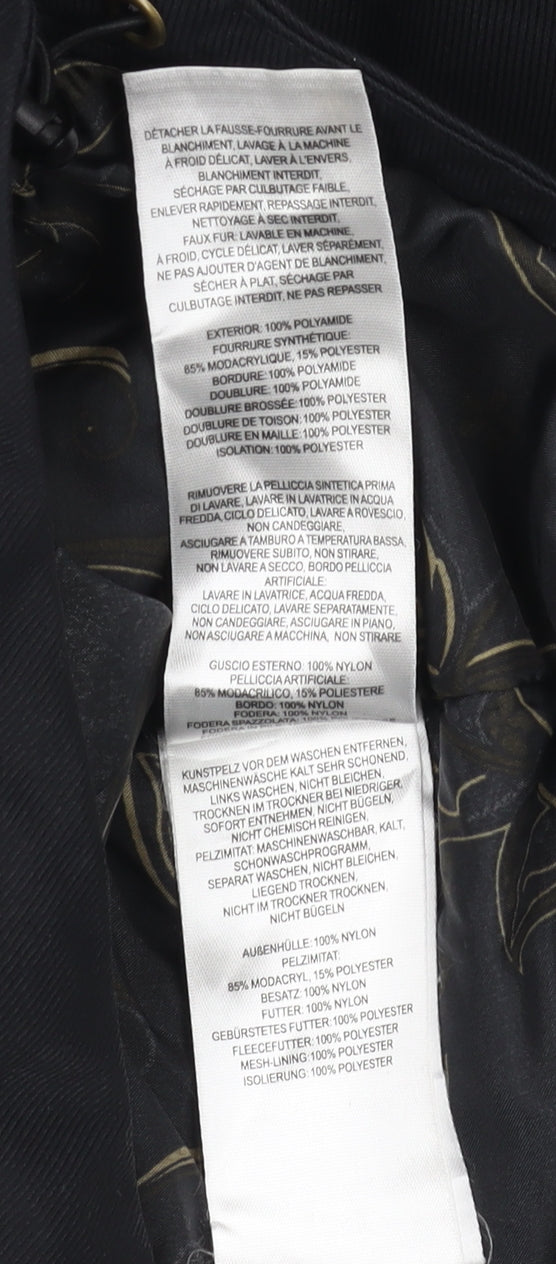 DÉTACHER LA FAUSSE-FOURRURE AVANT LE
BLANCHIMENT, LAVAGE À LA MACHINE
À FROID DÉLICAT, LAVER À L'ENVERS,
BLANCHIMENT INTERDIT,
SÉCHAGE PAR CULBUTAGE FAIBLE,
ENLEVER RAPIDEMENT, REPASSAGE INTERDIT,
NETTOYAGE À SEC INTERDIT.
FAUX FUR: LAVABLE EN MACHINE,
À FROID, CYCLE DÉLICAT, LAVER SÉPARÉMENT,
NE PAS AJOUTER D'AGENT DE BLANCHIMENT,
SÉCHER À PLAT, SÉCHAGE PAR
CULBUTAGE INTERDIT, NE PAS REPASSER
EXTERIOR: 100% POLYAMIDE
FOURRURE SYNTHÉTIQUE:
85% MODACRYLIQUE, 15% POLYESTER
BORDURE: 100% POLYAMIDE
DOUBLURE: 100% POLYAMIDE
DOUBLURE BROSSÉE: 100% POLYESTER
DOUBLURE DE TOISON: 100% POLYESTER
DOUBLURE EN MAILLE: 100% POLYESTER
ISOLATION: 100% POLYESTER
RIMUOVERE LA PELLICCIA SINTETICA PRIMA
DI LAVARE, LAVARE IN LAVATRICE IN ACQUA
FREDDA, CICLO DELICATO, LAVARE A ROVESCIO,
NON CANDEGGIARE,
ASCIUGARE A TAMBURO A TEMPERATURA BASSA,
RIMUOVERE SUBITO, NON STIRARE,
NON LAVARE A SECCO, BORDO PELLICCIA
ARTIFICIALE:
LAVARE IN LAVATRICE, ACQUA FREDDA,
CICLO DELICATO, LAVARE SEPARATAMENTE,
NON CANDEGGIARE, ASCIUGARE IN PIANO,
NON ASCIUGARE A MACCHINA, NON STIRARE
GUSCIO ESTERNO: 100% NYLON
PELLICCIA ARTIFICIALE:
85% MODACRILICO, 15% POLIESTERE
BORDO: 100% NYLON
FODERA: 100% NYLON
FODERA SPAZZOLATA: 100%
KUNSTPELZ VOR DEM WASCHEN ENTFERNEN,
MASCHINENWÄSCHE KALT SEHR SCHONEND,
LINKS WASCHEN, NICHT BLEICHEN,
TROCKNEN IM TROCKNER BEI NIEDRIGER,
SOFORT ENTNEHMEN, NICHT BÜGELN,
NICHT CHEMISCH REINIGEN,
PELZIMITAT: MASCHINENWASCHBAR, KALT,
SCHONWASCHPROGRAMM,
SEPARAT WASCHEN, NICHT BLEICHEN,
LIEGEND TROCKNEN,
NICHT IM TROCKNER TROCKNEN,
NICHT BÜGELN
AUßENHÜLLE: 100% NYLON
PELZIMITAT:
85% MODACRYL, 15% POLYESTER
BESATZ: 100% NYLON
FUTTER: 100% NYLON
GEBÜRSTETES FUTTER: 100% POLYESTER
FLEECEFUTTER: 100% POLYESTER
MESH-LINING: 100% POLYESTER
ISOLIERUNG: 100% POLYESTER